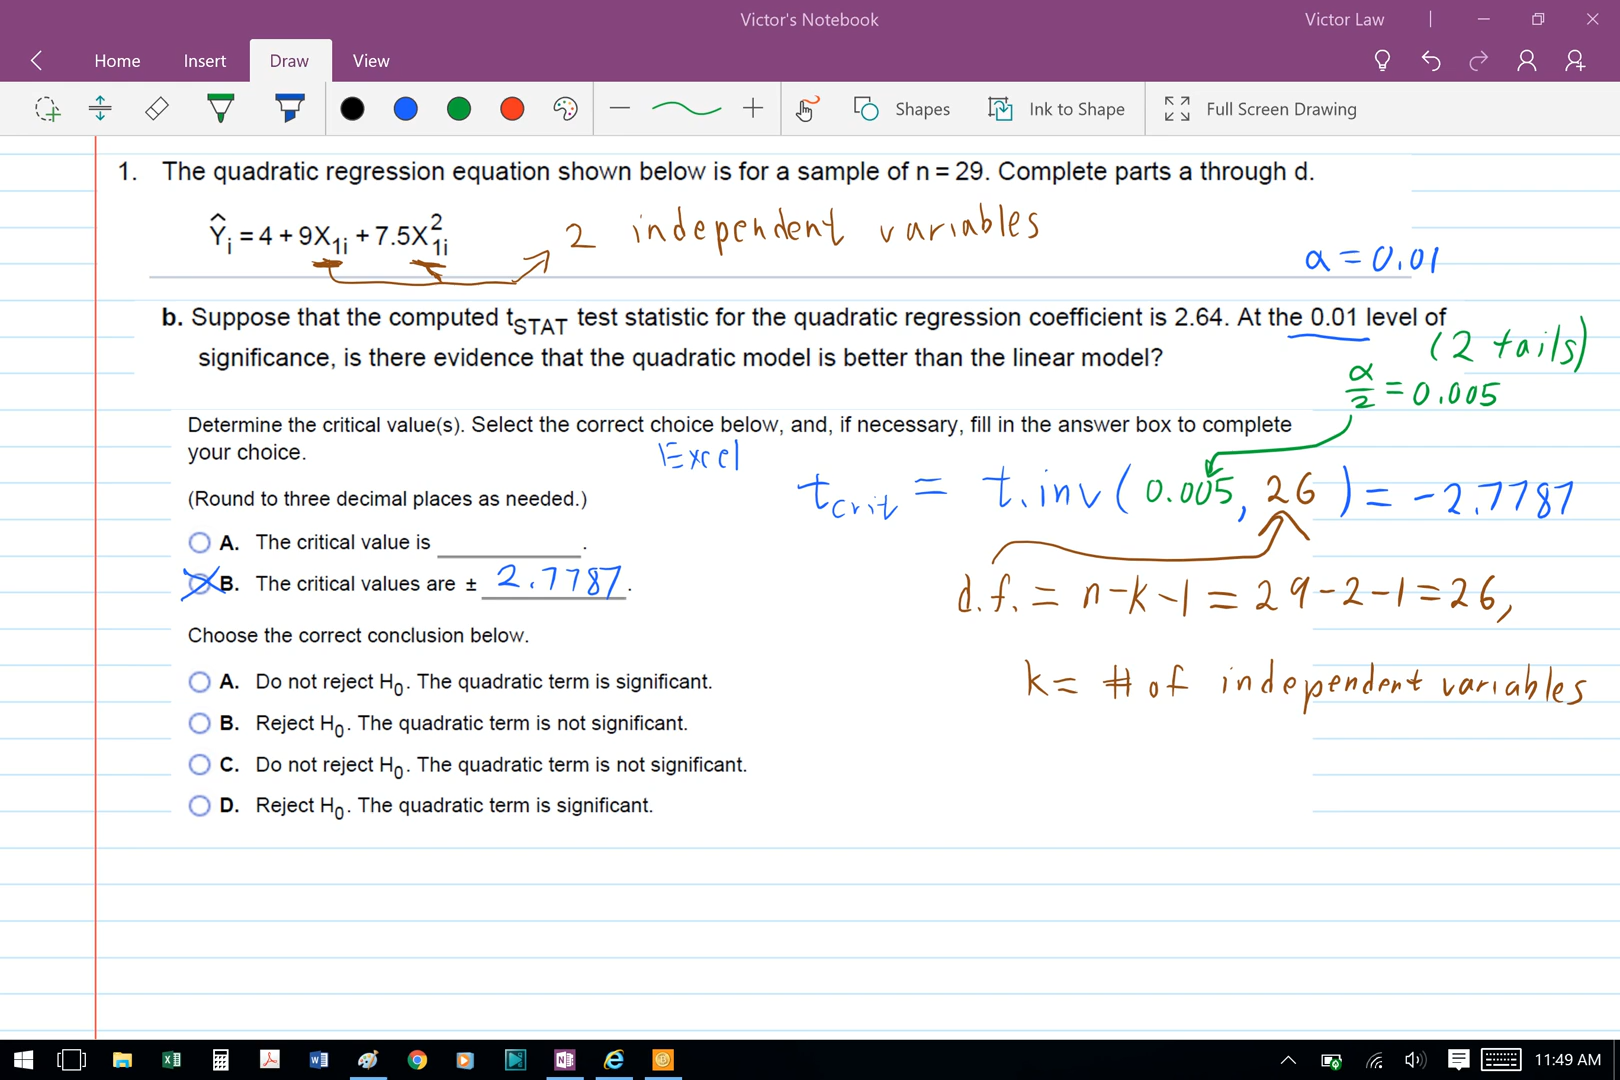 Victor's Notebook
Victor Law
Home Insert Draw View
Shapes Ink to Shape Full Screen Drawing
1. The quadratic regression equation shown below is for a sample of n = 29. Complete parts a through d.
Ŷi = 4 + 9X1i + 7.5X1i²
2 independent variables
α = 0.01
b. Suppose that the computed tSTAT test statistic for the quadratic regression coefficient is 2.64. At the 0.01 level of
significance, is there evidence that the quadratic model is better than the linear model?
(2 tails)
α/2 = 0.005
Determine the critical value(s). Select the correct choice below, and, if necessary, fill in the answer box to complete
your choice.
Excel
tcrit = t.inv(0.005, 26) = -2.7787
(Round to three decimal places as needed.)
A. The critical value is ____.
B. The critical values are ± 2.7787.
d.f. = n-k-1 = 29-2-1 = 26,
Choose the correct conclusion below.
k = # of independent variables
A. Do not reject H0. The quadratic term is significant.
B. Reject H0. The quadratic term is not significant.
C. Do not reject H0. The quadratic term is not significant.
D. Reject H0. The quadratic term is significant.
11:49 AM